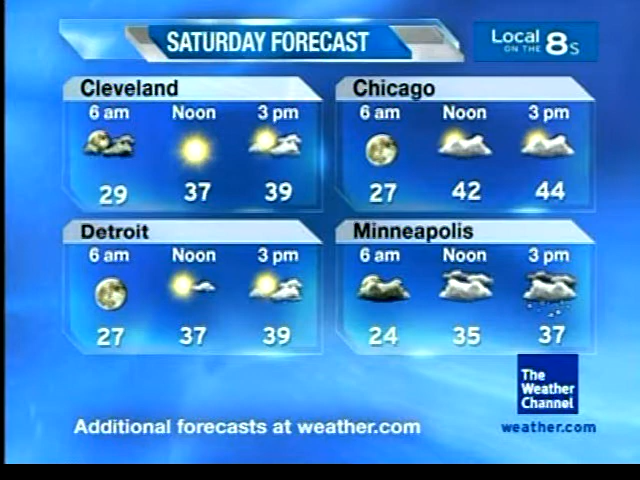 SATURDAY FORECAST
Local
ON THE 8s
Cleveland
6 am Noon 3 pm
29 37 39
Chicago
6 am Noon 3 pm
27 42 44
Detroit
6 am Noon 3 pm
27 37 39
Minneapolis
6 am Noon 3 pm
24 35 37
The
Weather
Channel
weather.com
Additional forecasts at weather.com